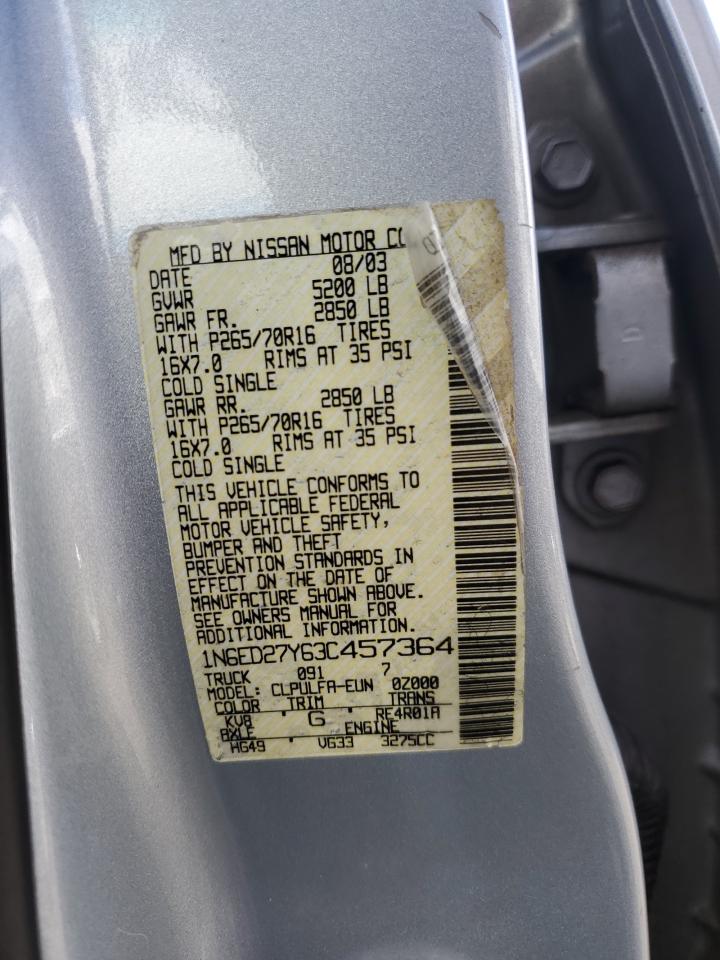 MFD BY NISSAN MOTOR CO
DATE 08/03
GVWR 5200 LB
GAWR FR. 2850 LB
WITH P265/70R16 TIRES
16X7.0 RIMS AT 35 PSI
COLD SINGLE
GAWR RR. 2850 LB
WITH P265/70R16 TIRES
16X7.0 RIMS AT 35 PSI
COLD SINGLE
THIS VEHICLE CONFORMS TO
ALL APPLICABLE FEDERAL
MOTOR VEHICLE SAFETY,
BUMPER AND THEFT
PREVENTION STANDARDS IN
EFFECT ON THE DATE OF
MANUFACTURE SHOWN ABOVE.
SEE OWNERS MANUAL FOR
ADDITIONAL INFORMATION.
1N6ED27Y63C457364
TRUCK 091 7
MODEL: CLPULFA-EUN 0Z000
COLOR TRIM TRANS
KV8 G RE4R01A
AXLE ENGINE
HG49 VG33 3275CC
D